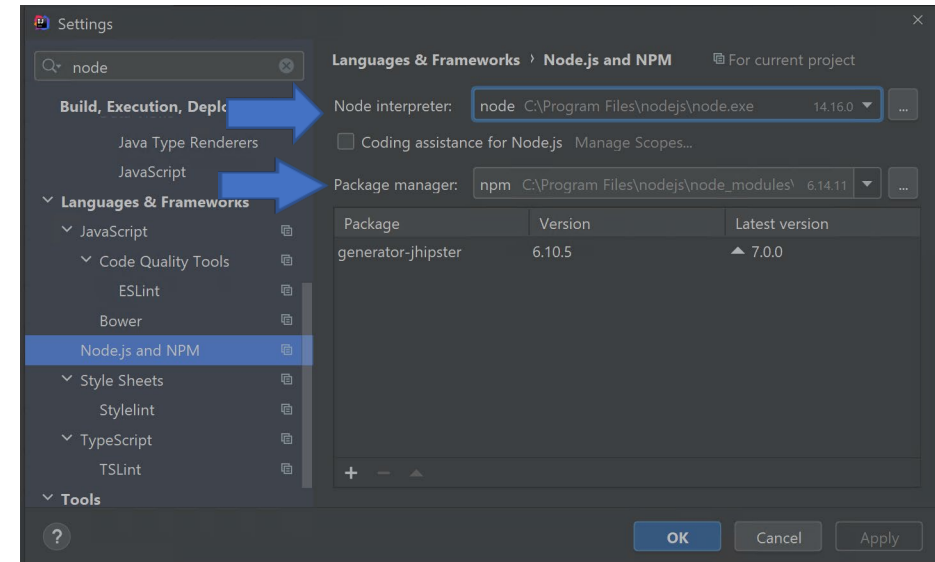 Settings
node
Build, Execution, Deplo
Java Type Renderers
JavaScript
Languages & Frameworks
JavaScript
Code Quality Tools
ESLint
Bower
Node.js and NPM
Style Sheets
Stylelint
TypeScript
TSLint
Tools
Languages & Frameworks › Node.js and NPM For current project
Node interpreter: node C:\Program Files\nodejs\node.exe 14.16.0 ...
Coding assistance for Node.js Manage Scopes...
Package manager: npm C:\Program Files\nodejs\node_modules\ 6.14.11 ...
Package Version Latest version
generator-jhipster 6.10.5 7.0.0
? OK Cancel Apply